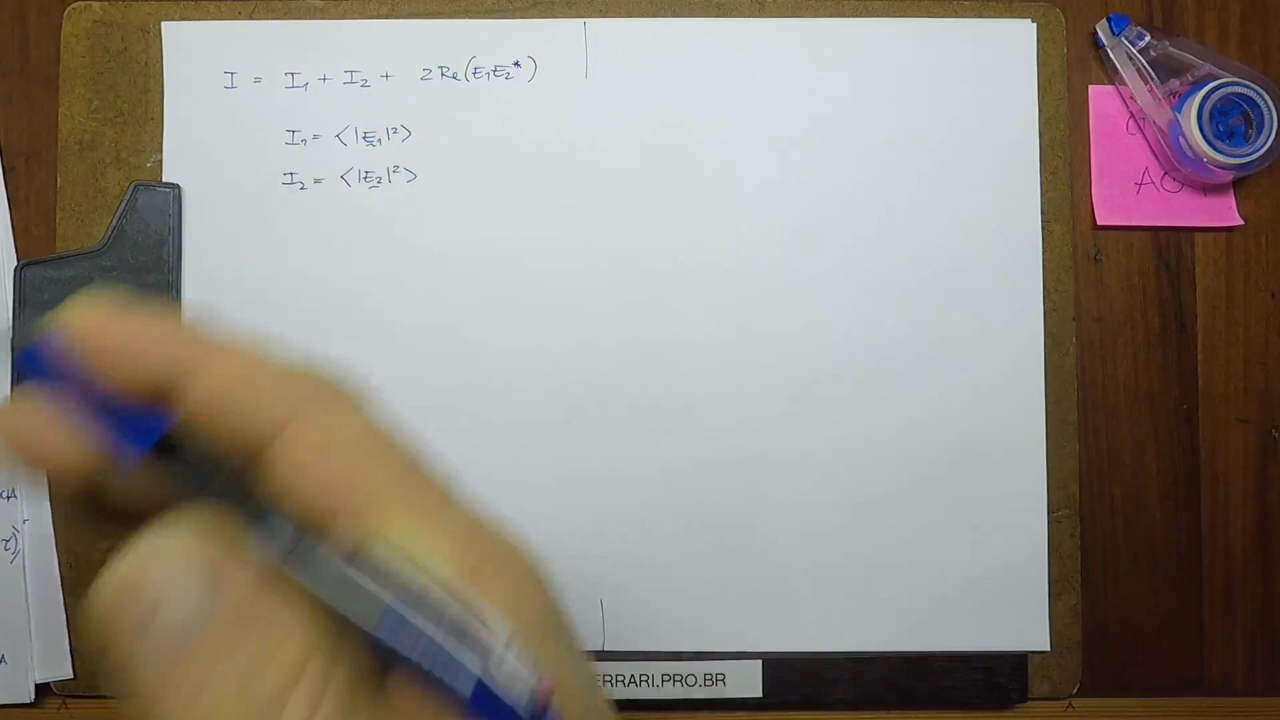 I = I₁ + I₂ + 2Re(E₁E₂*)
I₁ = ⟨|E₁|²⟩
I₂ = ⟨|E₂|²⟩
ERRARI.PRO.BR